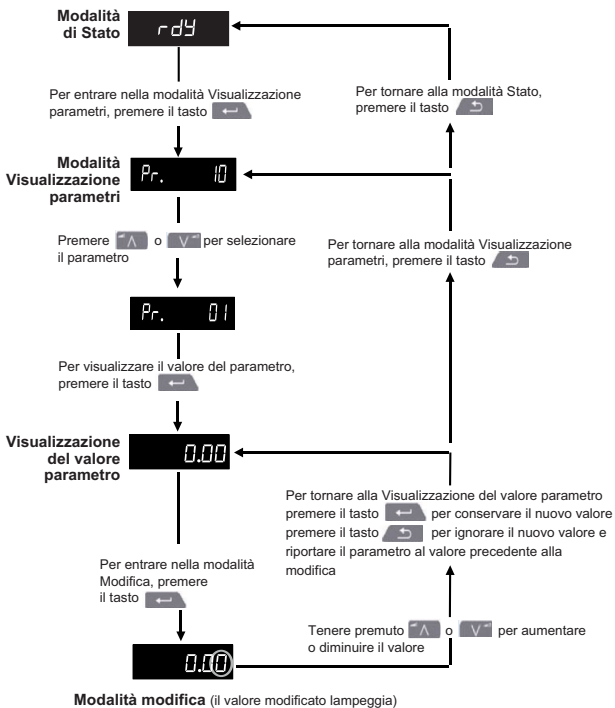 Modalità
di Stato
rdY
Per entrare nella modalità Visualizzazione
parametri, premere il tasto
Per tornare alla modalità Stato,
premere il tasto
Modalità
Visualizzazione
parametri
Pr. 10
Premere o per selezionare
il parametro
Per tornare alla modalità Visualizzazione
parametri, premere il tasto
Pr. 01
Per visualizzare il valore del parametro,
premere il tasto
Visualizzazione
del valore
parametro
0.00
Per tornare alla Visualizzazione del valore parametro
premere il tasto per conservare il nuovo valore
premere il tasto per ignorare il nuovo valore e
riportare il parametro al valore precedente alla
modifica
Per entrare nella modalità
Modifica, premere
il tasto
Tenere premuto o per aumentare
o diminuire il valore
0.00
Modalità modifica (il valore modificato lampeggia)